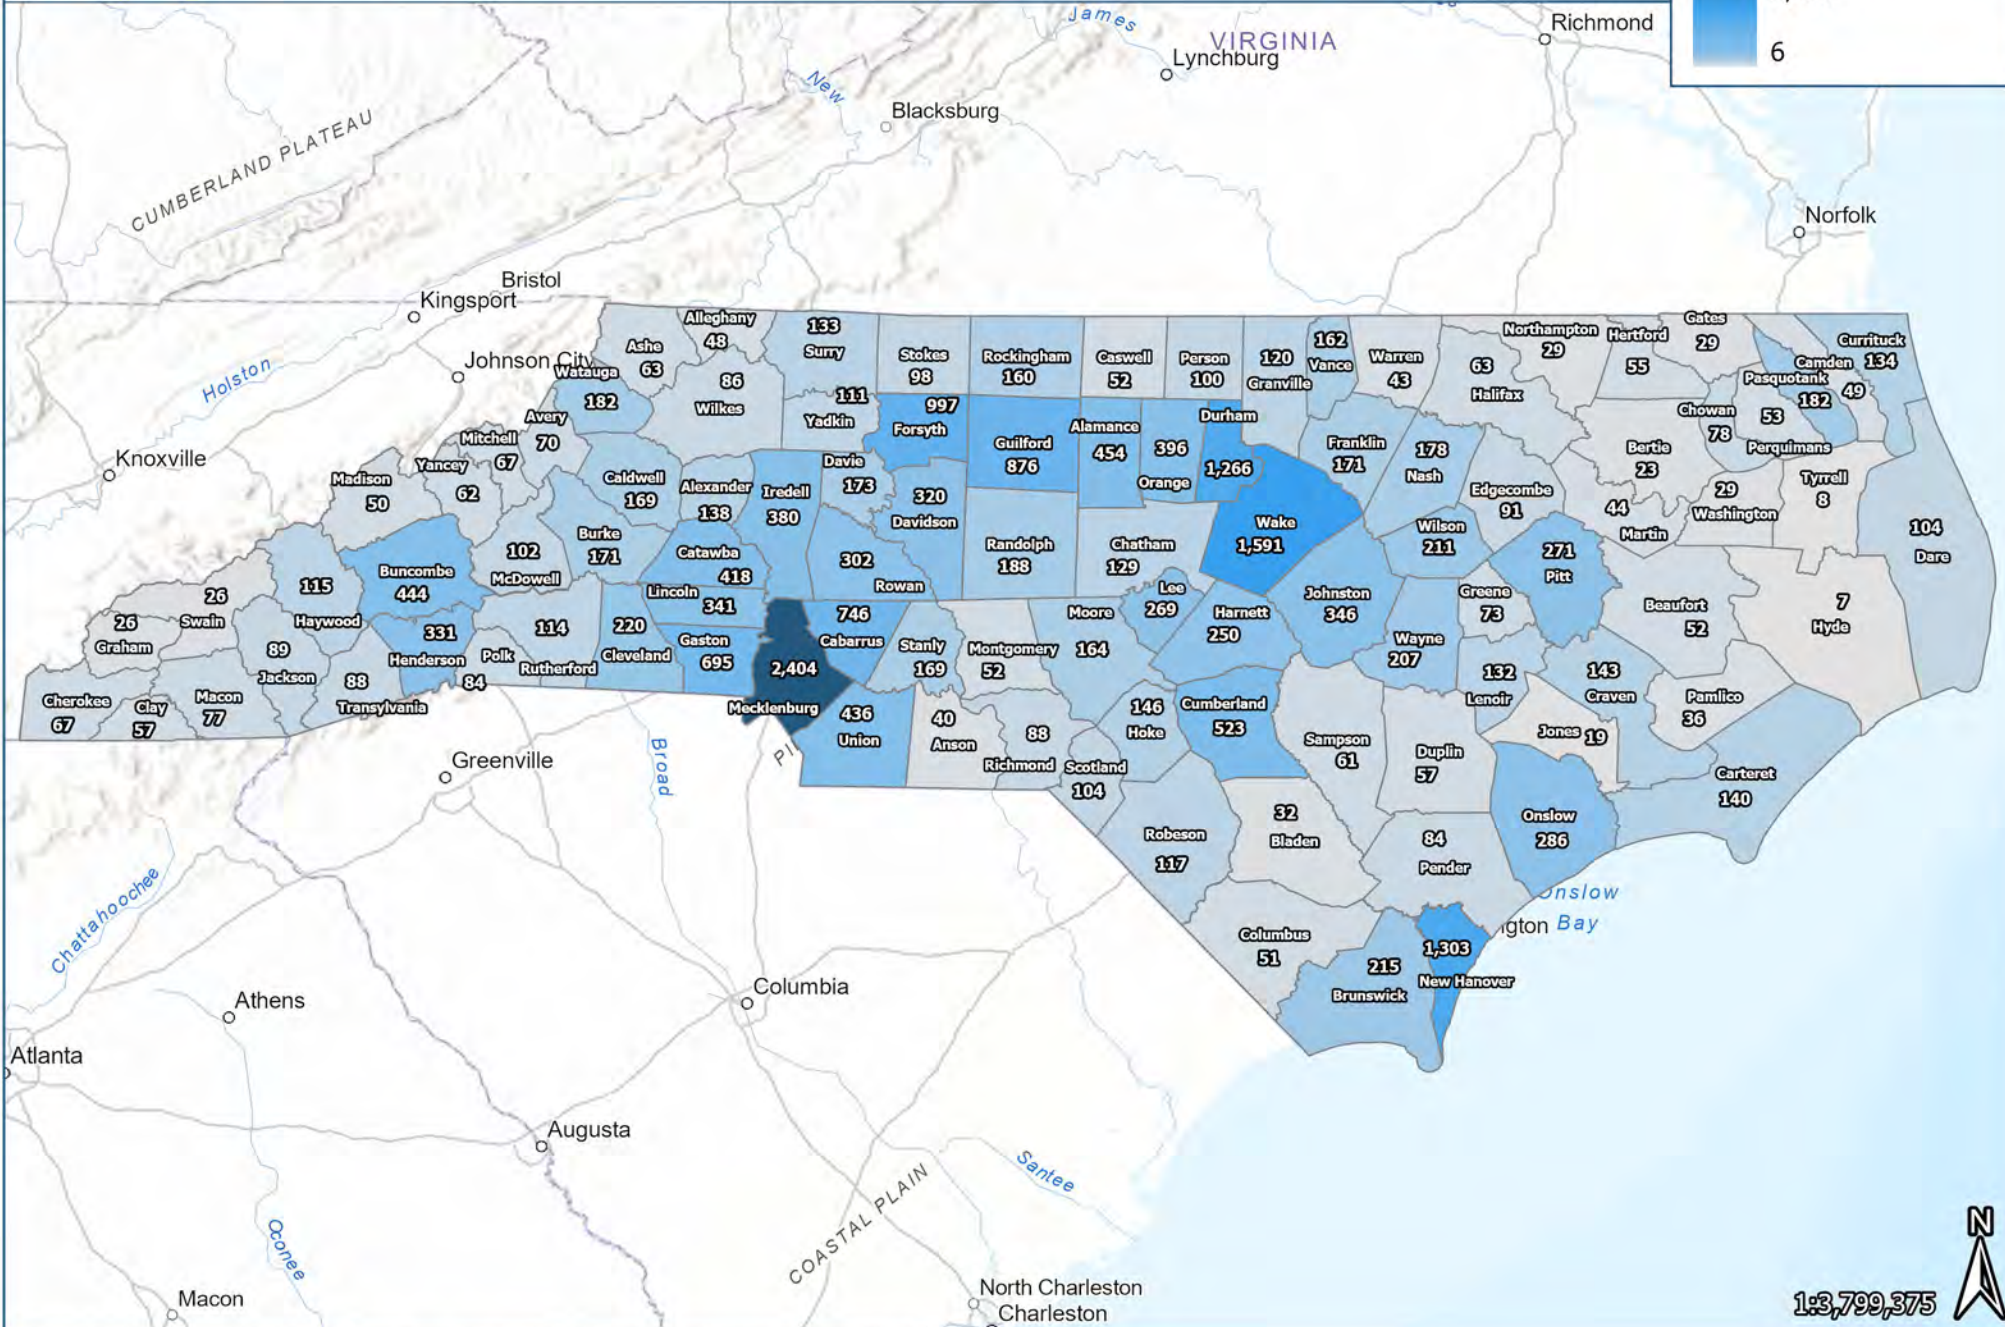 6
James
VIRGINIA
Richmond
Lynchburg
New
Blacksburg
CUMBERLAND PLATEAU
Norfolk
Bristol
Kingsport
Holston
Johnson City
Knoxville
Alleghany
48
Ashe
63
133
Surry
Stokes
98
Rockingham
160
Caswell
52
Person
100
120
Granville
162
Vance
Warren
43
63
Halifax
Northampton
29
Hertford
55
Gates
29
Currituck
134
Camden
49
Pasquotank
182
Chowan
78
53
Perquimans
Watauga
182
86
Wilkes
111
Yadkin
997
Forsyth
Guilford
876
Alamance
454
396
Orange
Durham
1,266
Franklin
171
178
Nash
Edgecombe
91
Bertie
23
44
Martin
29
Washington
Tyrrell
8
104
Dare
Avery
70
Mitchell
67
Yancey
62
Madison
50
Caldwell
169
Alexander
138
Iredell
380
Davie
173
320
Davidson
Randolph
188
Chatham
129
Wake
1,591
Wilson
211
271
Pitt
Beaufort
52
7
Hyde
Burke
171
102
McDowell
Buncombe
444
115
Haywood
26
Swain
26
Graham
89
Jackson
Cherokee
67
Clay
57
Macon
77
88
Transylvania
331
Henderson
Polk
84
114
Rutherford
220
Cleveland
Catawba
418
Lincoln
341
Gaston
695
302
Rowan
746
Cabarrus
2,404
Mecklenburg
Stanly
169
436
Union
Montgomery
52
40
Anson
88
Richmond
Moore
164
Lee
269
Harnett
250
Johnston
346
Wayne
207
Greene
73
132
Lenoir
143
Craven
Pamlico
36
Jones 19
Carteret
140
146
Hoke
Scotland
104
Cumberland
523
Sampson
61
Duplin
57
Onslow
286
Robeson
117
32
Bladen
84
Pender
Columbus
51
215
Brunswick
1,303
New Hanover
Onslow
Bay
ngton
Greenville
Broad
PI
Chattahoochee
Athens
Atlanta
Columbia
Augusta
Oconee
Macon
Santee
COASTAL PLAIN
North Charleston
Charleston
N
1:3,799,375